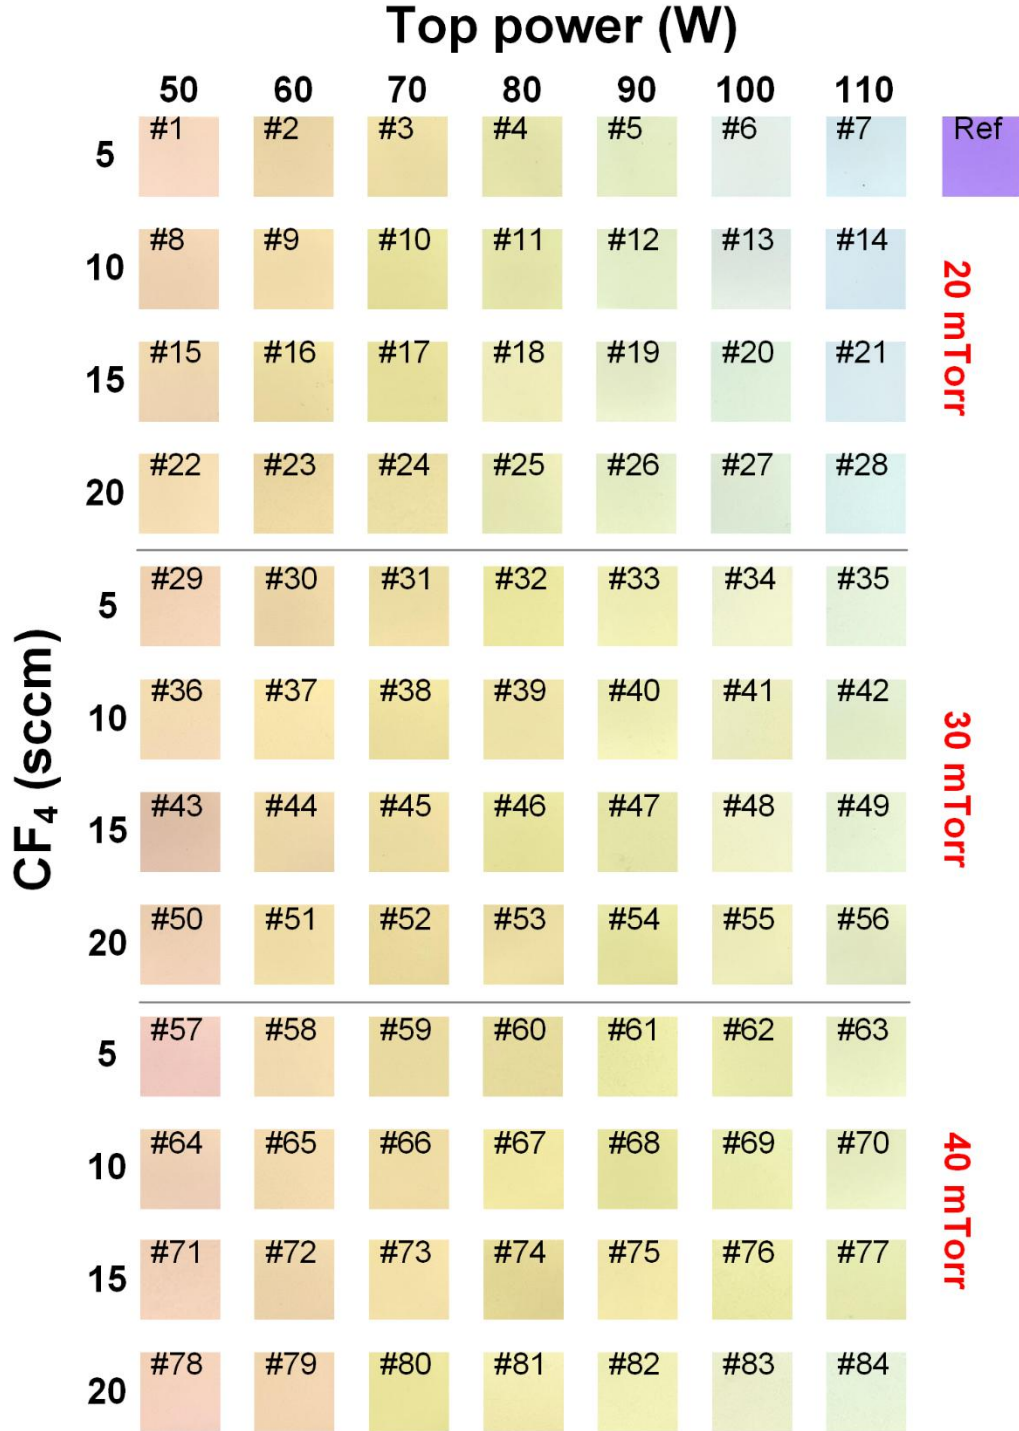 Top power (W)
50 60 70 80 90 100 110
5 #1 #2 #3 #4 #5 #6 #7 Ref
10 #8 #9 #10 #11 #12 #13 #14
15 #15 #16 #17 #18 #19 #20 #21
20 #22 #23 #24 #25 #26 #27 #28
20 mTorr
5 #29 #30 #31 #32 #33 #34 #35
10 #36 #37 #38 #39 #40 #41 #42
15 #43 #44 #45 #46 #47 #48 #49
20 #50 #51 #52 #53 #54 #55 #56
30 mTorr
CF₄ (sccm)
5 #57 #58 #59 #60 #61 #62 #63
10 #64 #65 #66 #67 #68 #69 #70
15 #71 #72 #73 #74 #75 #76 #77
20 #78 #79 #80 #81 #82 #83 #84
40 mTorr